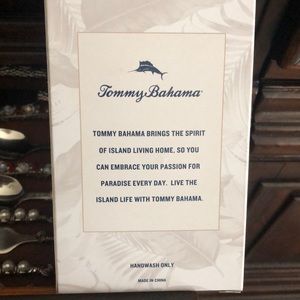 Tommy Bahama
TOMMY BAHAMA BRINGS THE SPIRIT
OF ISLAND LIVING HOME, SO YOU
CAN EMBRACE YOUR PASSION FOR
PARADISE EVERY DAY. LIVE THE
ISLAND LIFE WITH TOMMY BAHAMA.
HANDWASH ONLY
MADE IN CHINA